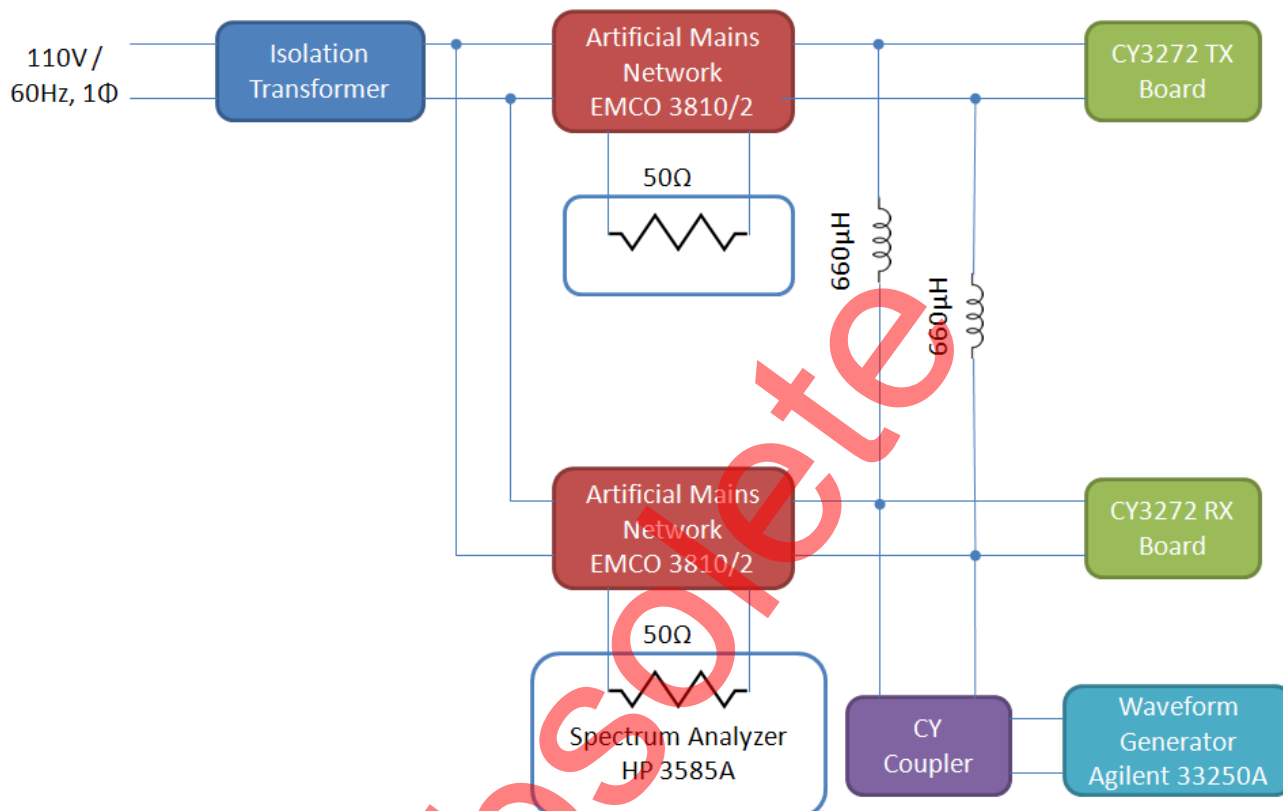 110V /
60Hz, 1Φ
Isolation
Transformer
Artificial Mains
Network
EMCO 3810/2
CY3272 TX
Board
50Ω
660µH
660µH
Artificial Mains
Network
EMCO 3810/2
CY3272 RX
Board
50Ω
Spectrum Analyzer
HP 3585A
CY
Coupler
Waveform
Generator
Agilent 33250A
bsolete